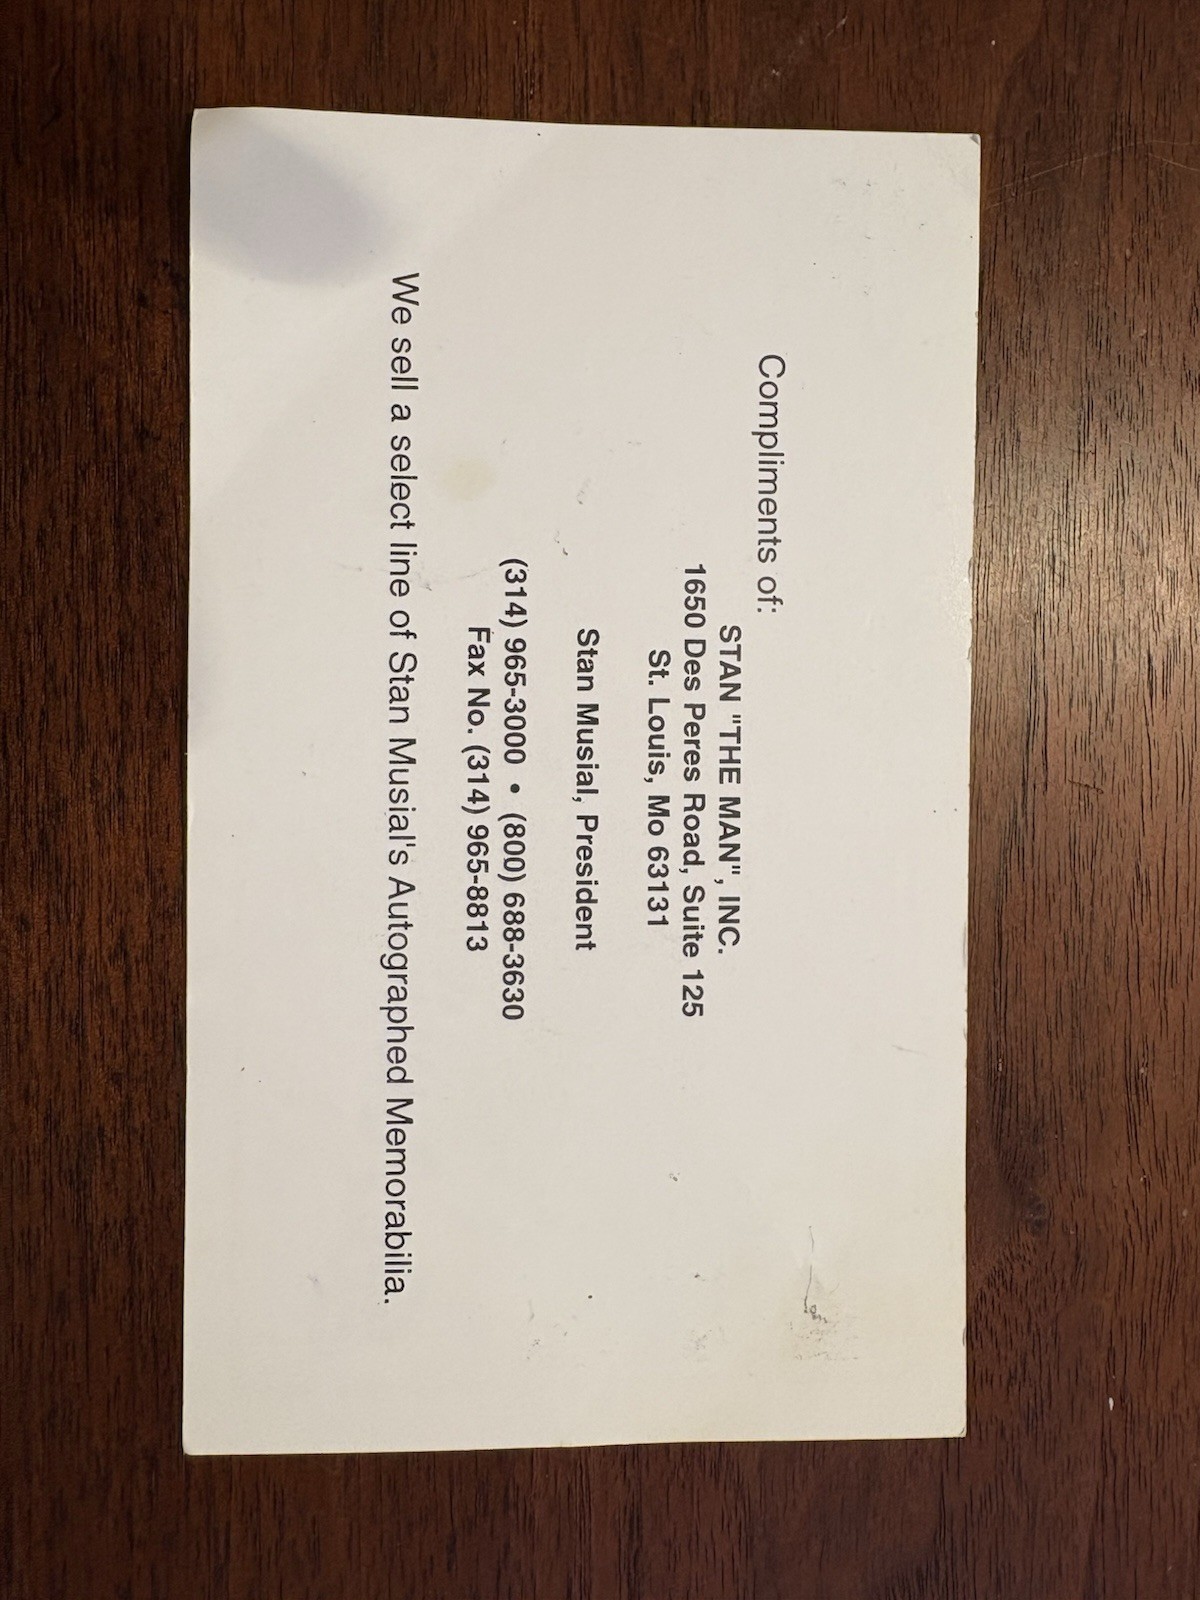 Compliments of:
STAN "THE MAN", INC.
1650 Des Peres Road, Suite 125
St. Louis, Mo 63131
Stan Musial, President
(314) 965-3000 • (800) 688-3630
Fax No. (314) 965-8813
We sell a select line of Stan Musial's Autographed Memorabilia.